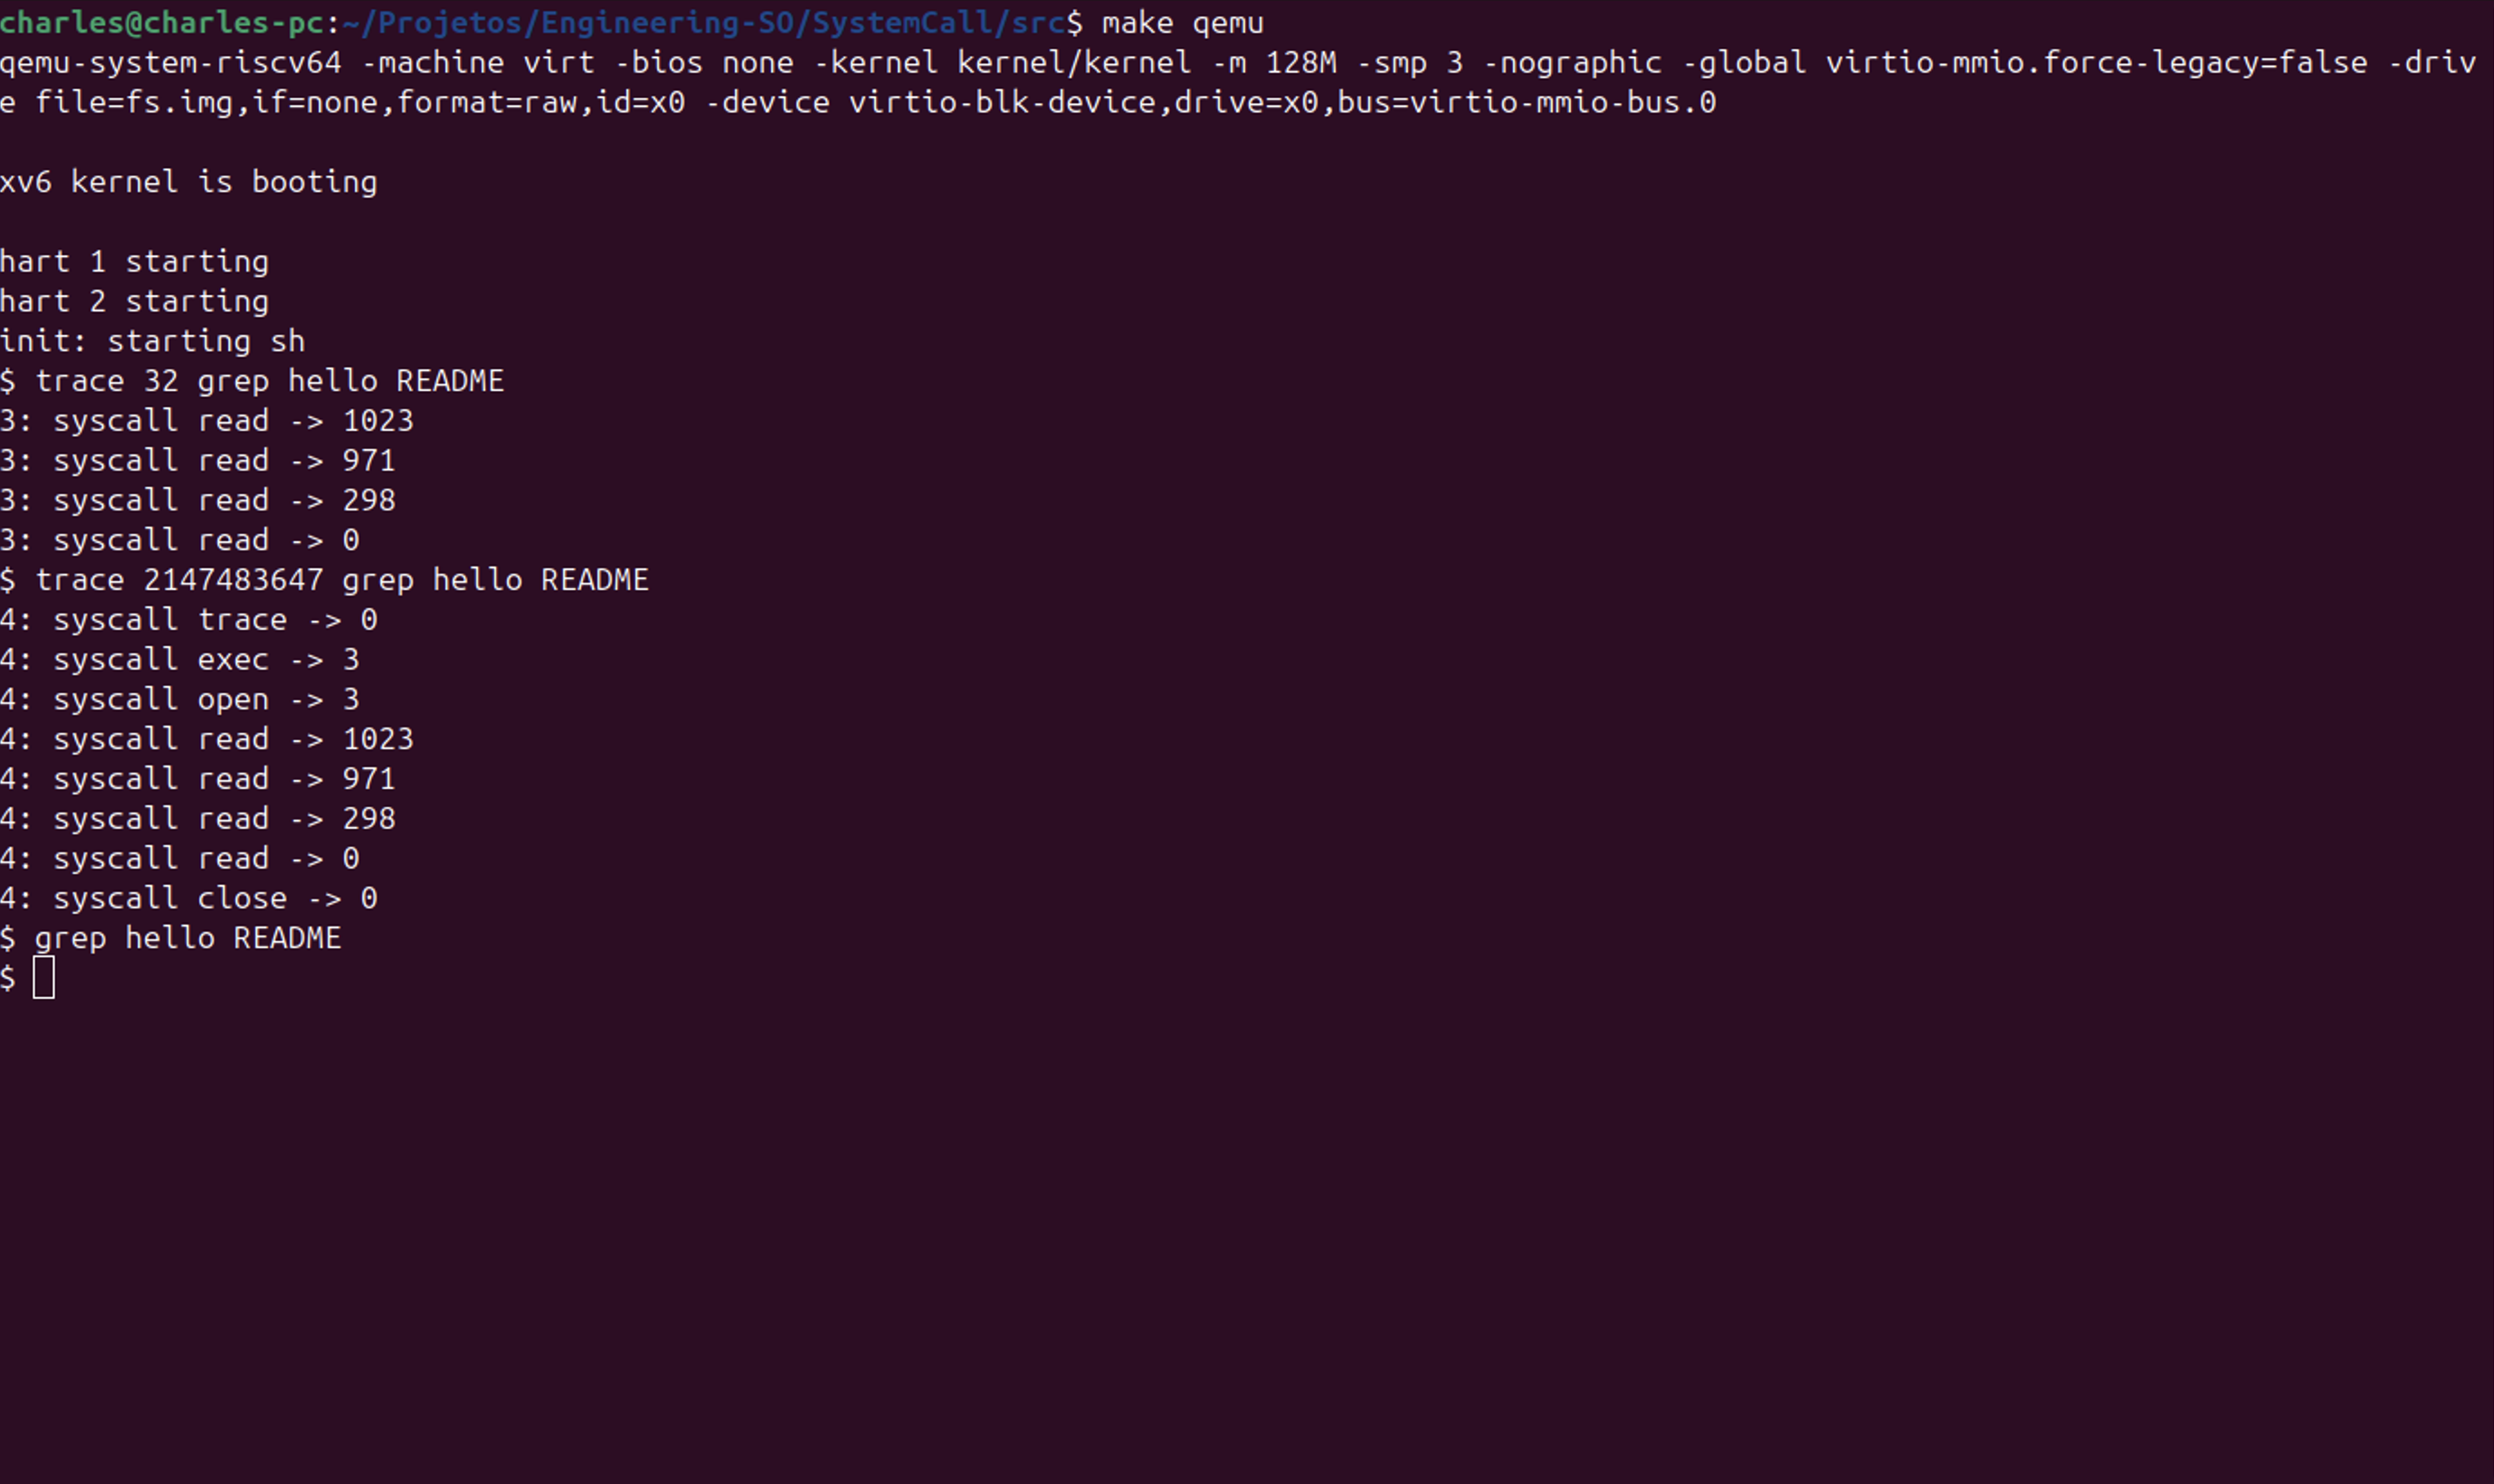 charles@charles-pc:~/Projetos/Engineering-SO/SystemCall/src$ make qemu
qemu-system-riscv64 -machine virt -bios none -kernel kernel/kernel -m 128M -smp 3 -nographic -global virtio-mmio.force-legacy=false -driv
e file=fs.img,if=none,format=raw,id=x0 -device virtio-blk-device,drive=x0,bus=virtio-mmio-bus.0
xv6 kernel is booting
hart 1 starting
hart 2 starting
init: starting sh
$ trace 32 grep hello README
3: syscall read -> 1023
3: syscall read -> 971
3: syscall read -> 298
3: syscall read -> 0
$ trace 2147483647 grep hello README
4: syscall trace -> 0
4: syscall exec -> 3
4: syscall open -> 3
4: syscall read -> 1023
4: syscall read -> 971
4: syscall read -> 298
4: syscall read -> 0
4: syscall close -> 0
$ grep hello README
$